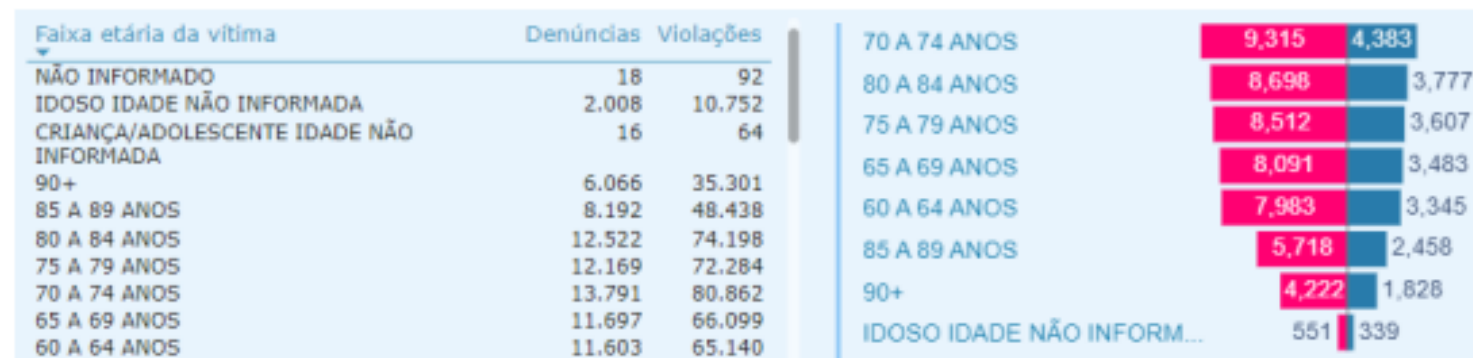 Faixa etária da vítima Denúncias Violações
NÃO INFORMADO 18 92
IDOSO IDADE NÃO INFORMADA 2.008 10.752
CRIANÇA/ADOLESCENTE IDADE NÃO 16 64
INFORMADA
90+ 6.066 35.301
85 A 89 ANOS 8.192 48.438
80 A 84 ANOS 12.522 74.198
75 A 79 ANOS 12.169 72.284
70 A 74 ANOS 13.791 80.862
65 A 69 ANOS 11.697 66.099
60 A 64 ANOS 11.603 65.140
70 A 74 ANOS 9,315 4,383
80 A 84 ANOS 8,698 3,777
75 A 79 ANOS 8,512 3,607
65 A 69 ANOS 8,091 3,483
60 A 64 ANOS 7,983 3,345
85 A 89 ANOS 5,718 2,458
90+ 4,222 1,828
IDOSO IDADE NÃO INFORM... 551 339